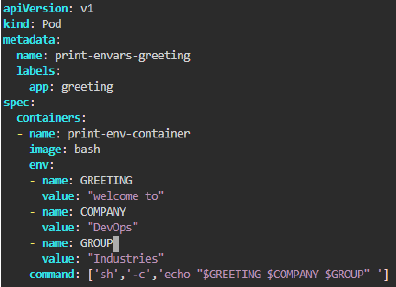 apiVersion: v1
kind: Pod
metadata:
  name: print-envars-greeting
  labels:
    app: greeting
spec:
  containers:
  - name: print-env-container
    image: bash
    env:
    - name: GREETING
      value: "welcome to"
    - name: COMPANY
      value: "DevOps"
    - name: GROUP
      value: "Industries"
    command: ['sh','-c','echo "$GREETING $COMPANY $GROUP" ']